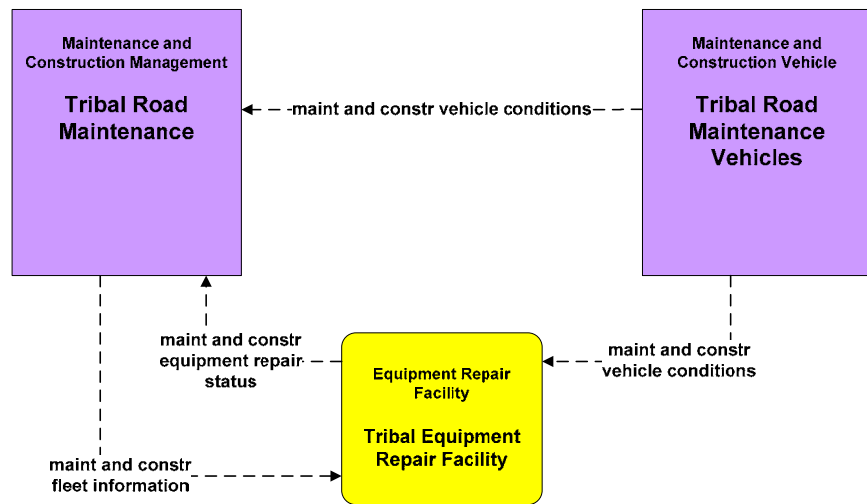 Maintenance and
Construction Management
Tribal Road
Maintenance
Maintenance and
Construction Vehicle
Tribal Road
Maintenance
Vehicles
maint and constr vehicle conditions
maint and constr
equipment repair
status
maint and constr
vehicle conditions
Equipment Repair
Facility
Tribal Equipment
Repair Facility
maint and constr
fleet information